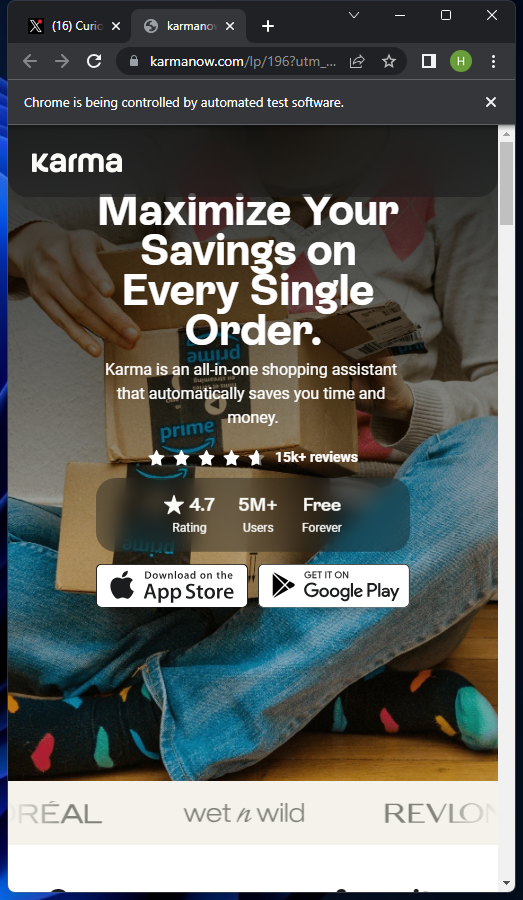 (16) Curio
karmanow
karmanow.com/lp/196?utm_...
H
Chrome is being controlled by automated test software.
karma
Maximize Your
Savings on
Every Single
Order.
Karma is an all-in-one shopping assistant
that automatically saves you time and
money.
prime
15k+ reviews
4.7 5M+ Free
Rating Users Forever
Download on the GET IT ON
App Store Google Play
RÉAL wet n wild REVLON